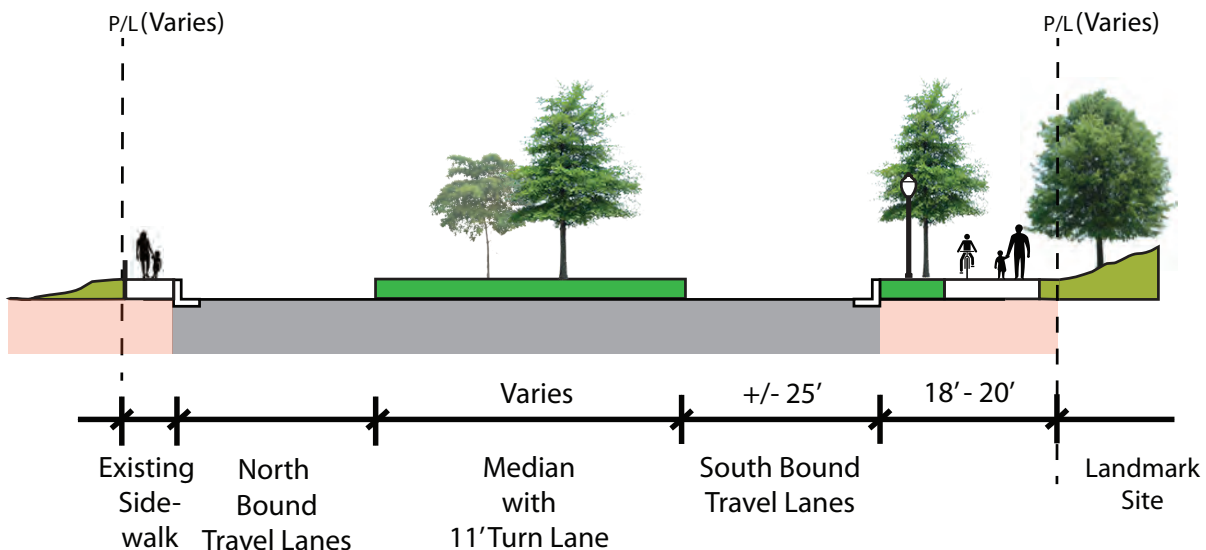 P/L (Varies)
P/L (Varies)
Varies
+/- 25'
18' - 20'
Existing
Side-
walk
North
Bound
Travel Lanes
Median
with
11' Turn Lane
South Bound
Travel Lanes
Landmark
Site